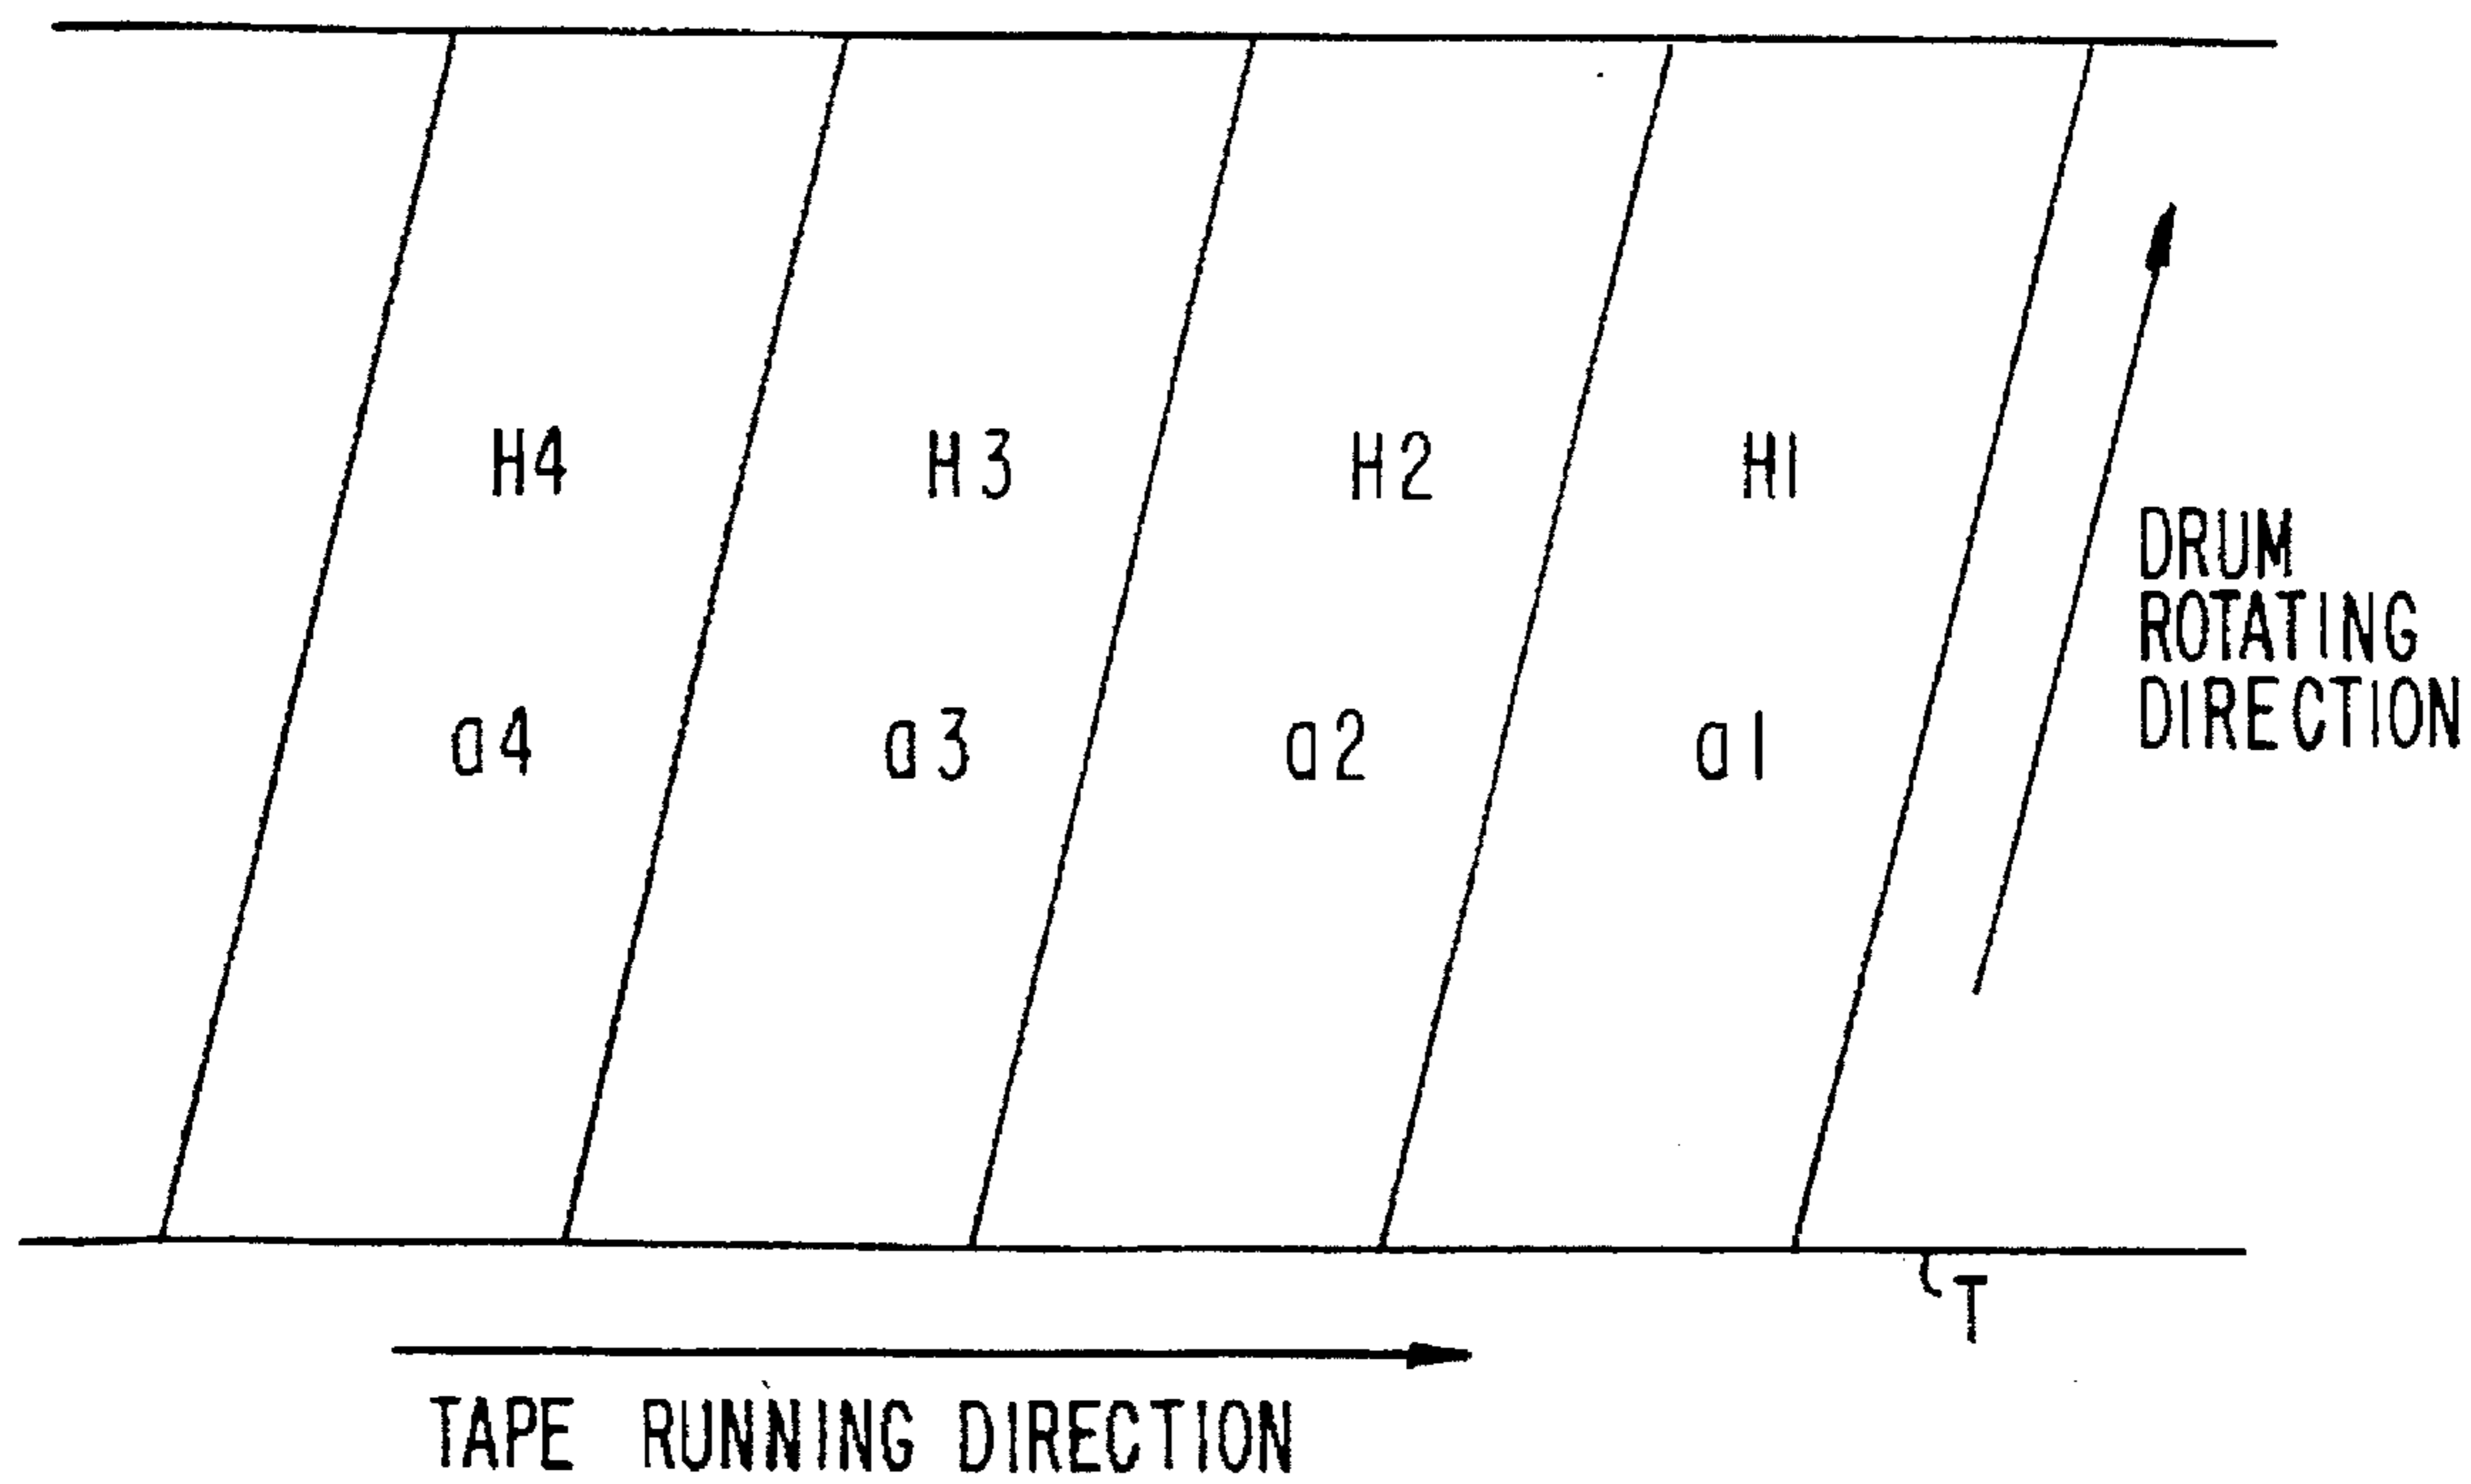 H4 H3 H2 H1
DRUM
ROTATING
DIRECTION
a4 a3 a2 a1
T
TAPE RUNNING DIRECTION